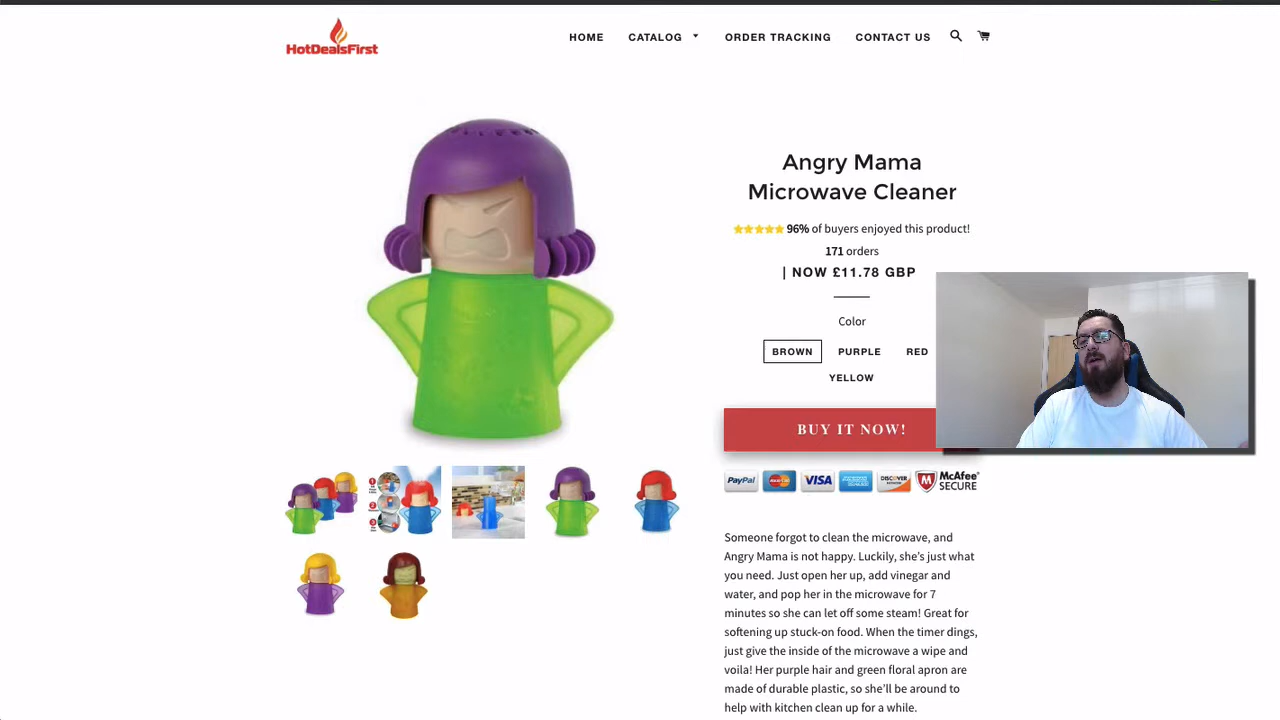 HotDealsFirst
HOME CATALOG ORDER TRACKING CONTACT US
Angry Mama
Microwave Cleaner
96% of buyers enjoyed this product!
171 orders
| NOW £11.78 GBP
Color
BROWN PURPLE RED
YELLOW
BUY IT NOW!
PayPal VISA DISCOVER McAfee
SECURE
1
2
3
Someone forgot to clean the microwave, and
Angry Mama is not happy. Luckily, she’s just what
you need. Just open her up, add vinegar and
water, and pop her in the microwave for 7
minutes so she can let off some steam! Great for
softening up stuck-on food. When the timer dings,
just give the inside of the microwave a wipe and
voila! Her purple hair and green floral apron are
made of durable plastic, so she’ll be around to
help with kitchen clean up for a while.